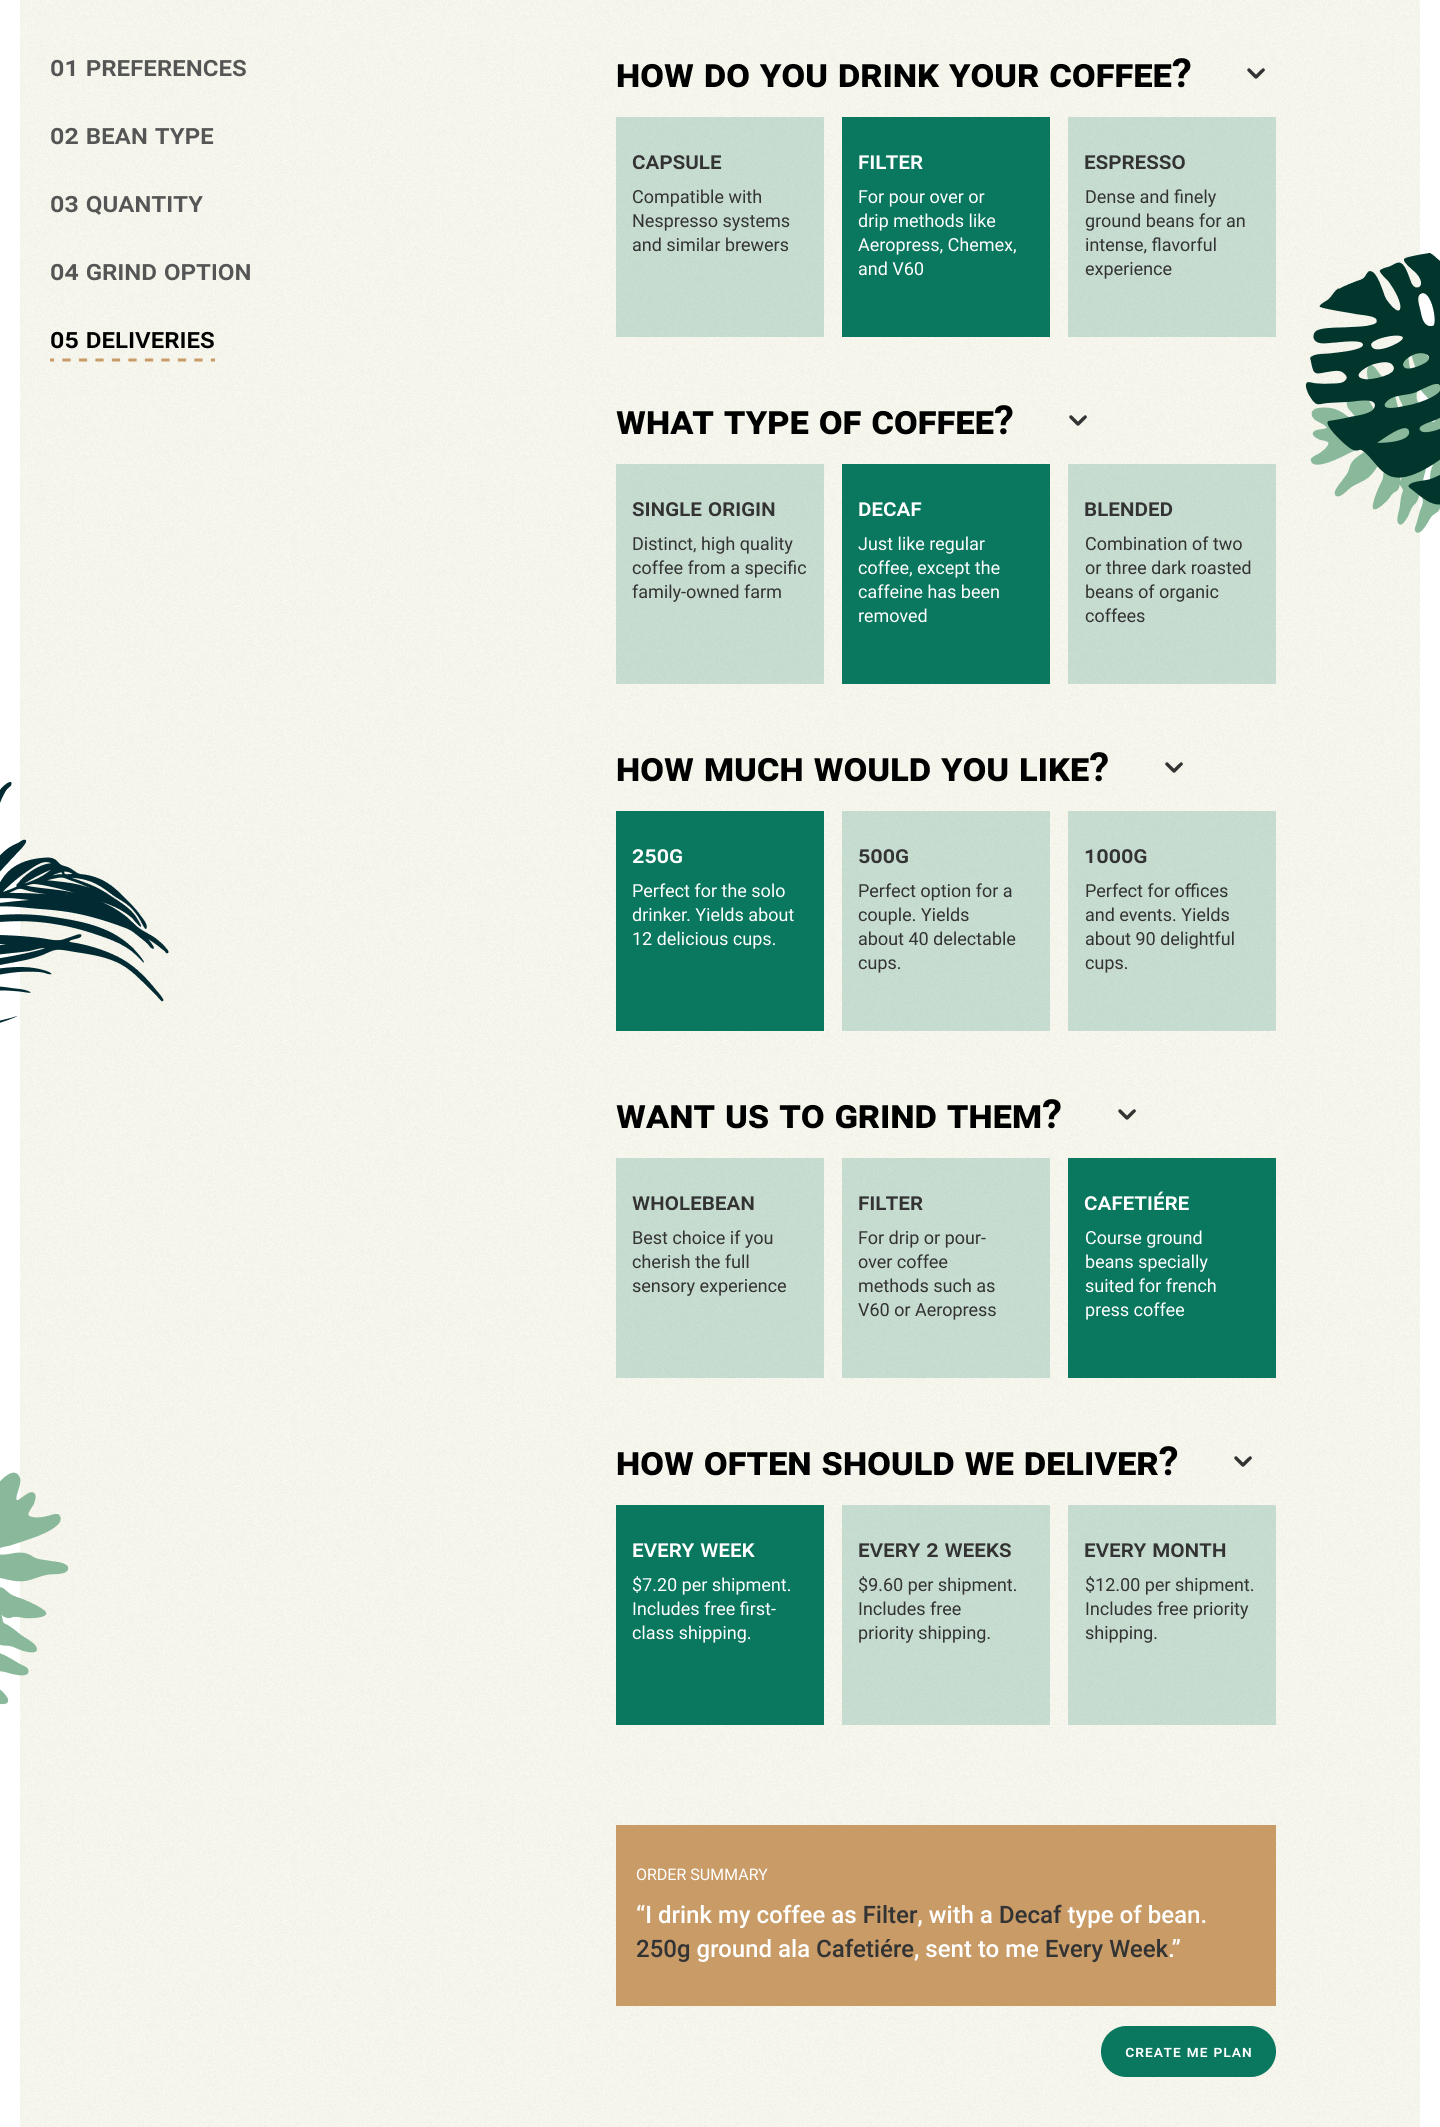 01 PREFERENCES
02 BEAN TYPE
03 QUANTITY
04 GRIND OPTION
05 DELIVERIES
HOW DO YOU DRINK YOUR COFFEE?
CAPSULE
Compatible with
Nespresso systems
and similar brewers
FILTER
For pour over or
drip methods like
Aeropress, Chemex,
and V60
ESPRESSO
Dense and finely
ground beans for an
intense, flavorful
experience
WHAT TYPE OF COFFEE?
SINGLE ORIGIN
Distinct, high quality
coffee from a specific
family-owned farm
DECAF
Just like regular
coffee, except the
caffeine has been
removed
BLENDED
Combination of two
or three dark roasted
beans of organic
coffees
HOW MUCH WOULD YOU LIKE?
250G
Perfect for the solo
drinker. Yields about
12 delicious cups.
500G
Perfect option for a
couple. Yields
about 40 delectable
cups.
1000G
Perfect for offices
and events. Yields
about 90 delightful
cups.
WANT US TO GRIND THEM?
WHOLEBEAN
Best choice if you
cherish the full
sensory experience
FILTER
For drip or pour-
over coffee
methods such as
V60 or Aeropress
CAFETIÉRE
Course ground
beans specially
suited for french
press coffee
HOW OFTEN SHOULD WE DELIVER?
EVERY WEEK
$7.20 per shipment.
Includes free first-
class shipping.
EVERY 2 WEEKS
$9.60 per shipment.
Includes free
priority shipping.
EVERY MONTH
$12.00 per shipment.
Includes free priority
shipping.
ORDER SUMMARY
“I drink my coffee as Filter, with a Decaf type of bean.
250g ground ala Cafetiére, sent to me Every Week.”
CREATE ME PLAN